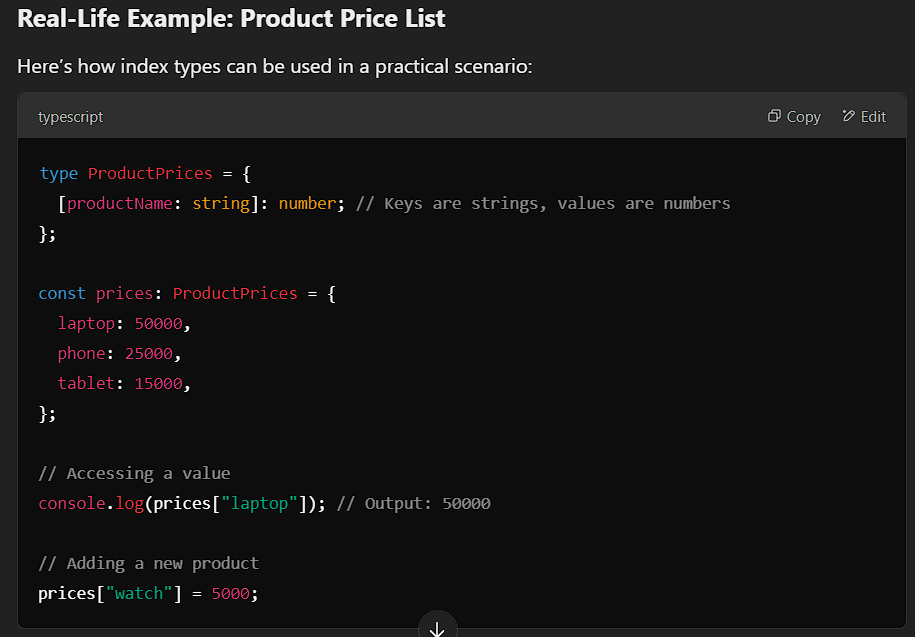 Real-Life Example: Product Price List
Here’s how index types can be used in a practical scenario:
typescript
Copy
Edit
type ProductPrices = {
  [productName: string]: number; // Keys are strings, values are numbers
};
const prices: ProductPrices = {
  laptop: 50000,
  phone: 25000,
  tablet: 15000,
};
// Accessing a value
console.log(prices["laptop"]); // Output: 50000
// Adding a new product
prices["watch"] = 5000;